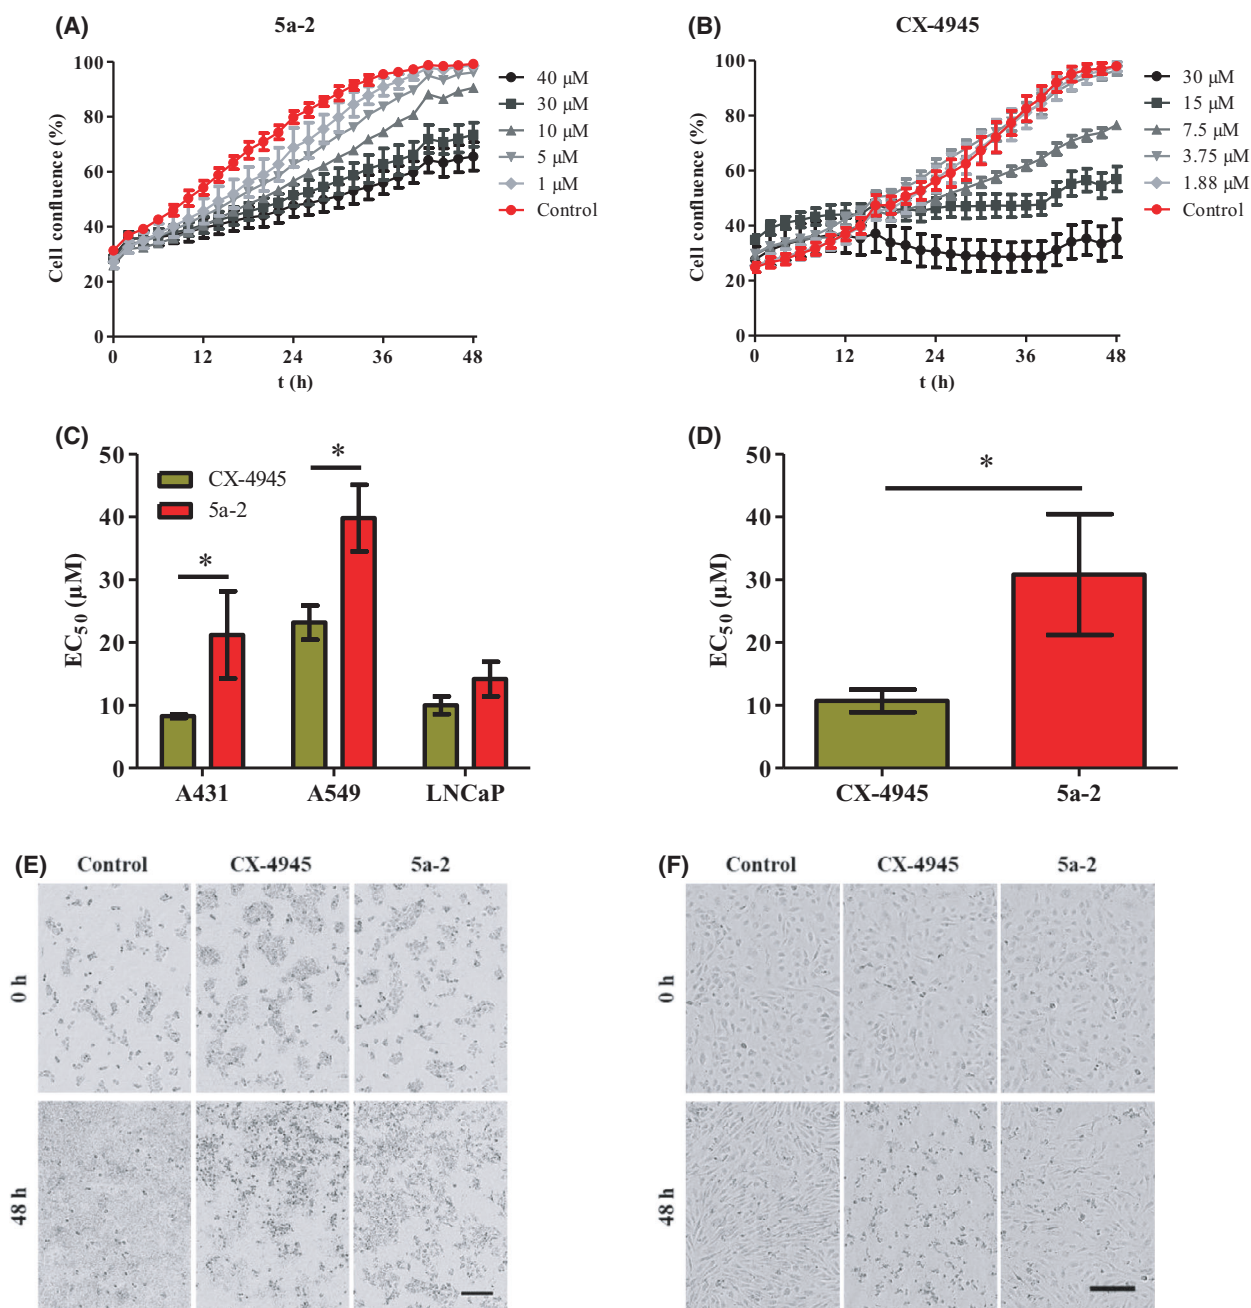 (A)
5a-2
Cell confluence (%)
100
80
60
40
20
0
0 12 24 36 48
t (h)
40 µM
30 µM
10 µM
5 µM
1 µM
Control
(B)
CX-4945
Cell confluence (%)
100
80
60
40
20
0
0 12 24 36 48
t (h)
30 µM
15 µM
7.5 µM
3.75 µM
1.88 µM
Control
(C)
EC50 (µM)
50
40
30
20
10
0
CX-4945
5a-2
*
*
A431 A549 LNCaP
(D)
EC50 (µM)
50
40
30
20
10
0
*
CX-4945 5a-2
(E)
Control CX-4945 5a-2
0 h
48 h
(F)
Control CX-4945 5a-2
0 h
48 h